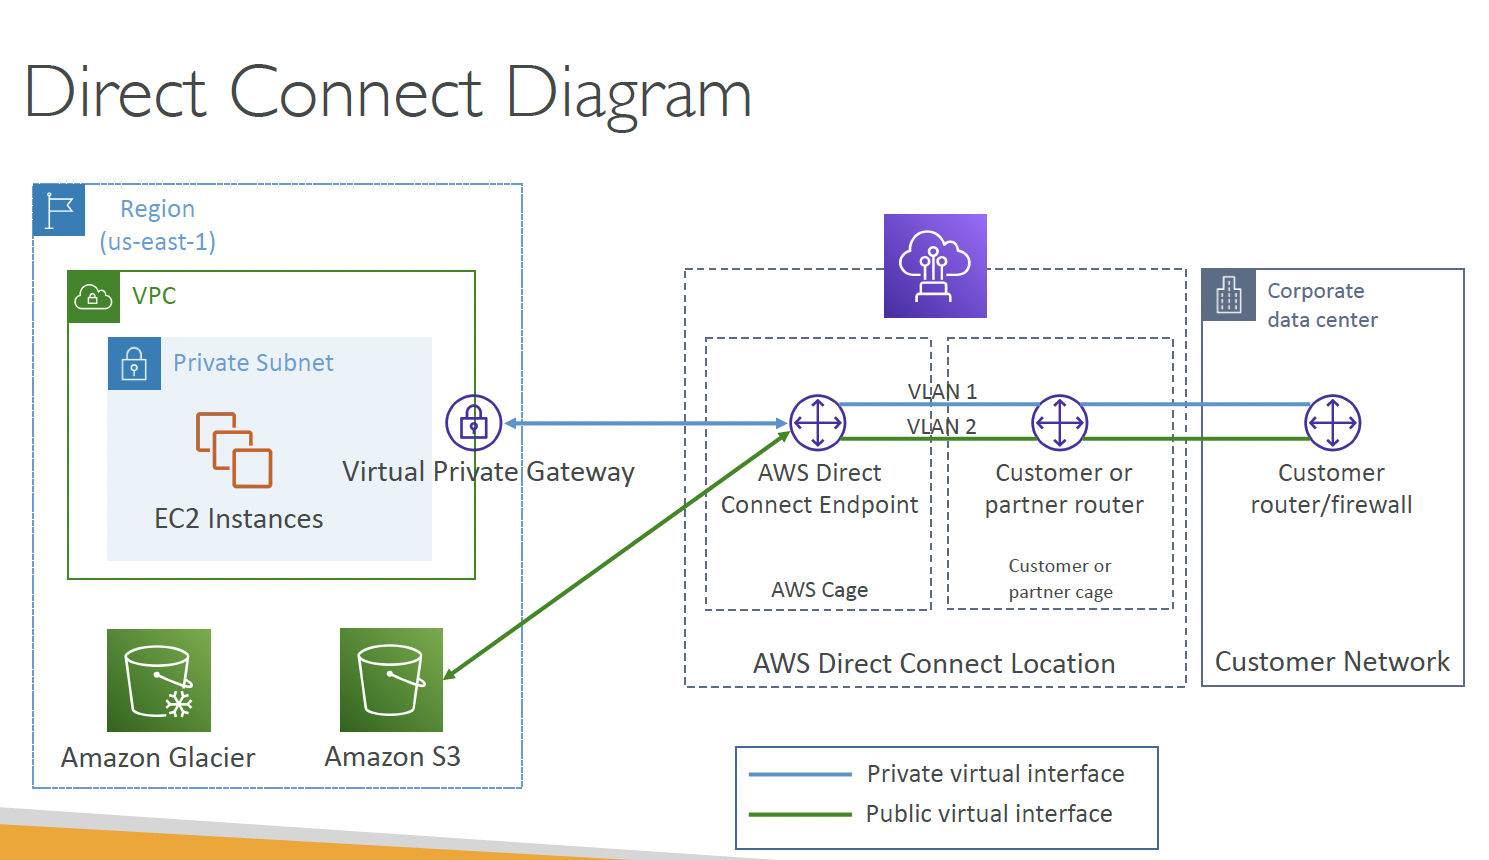 Direct Connect Diagram
Region
(us-east-1)
VPC
Private Subnet
EC2 Instances
Virtual Private Gateway
Amazon Glacier
Amazon S3
VLAN 1
VLAN 2
AWS Direct
Connect Endpoint
AWS Cage
Customer or
partner router
Customer or
partner cage
AWS Direct Connect Location
Corporate
data center
Customer
router/firewall
Customer Network
Private virtual interface
Public virtual interface